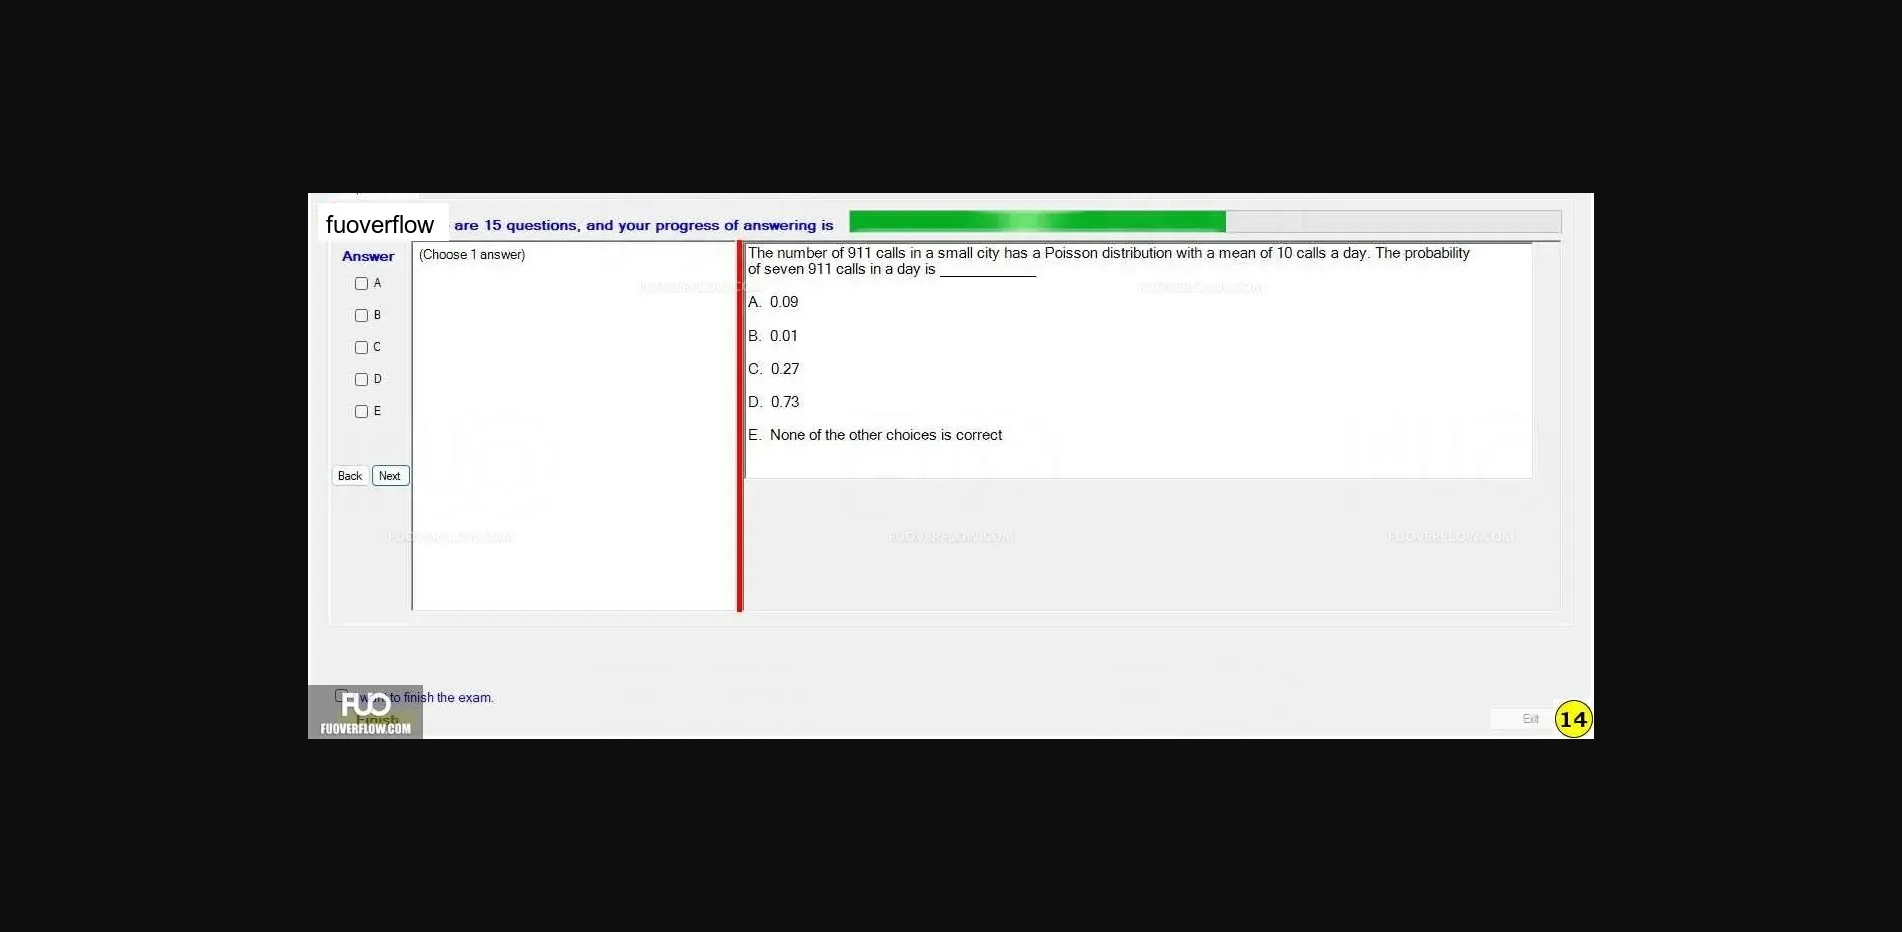 fuoverflow are 15 questions, and your progress of answering is
Answer
(Choose 1 answer)
A
B
C
D
E
Back Next
The number of 911 calls in a small city has a Poisson distribution with a mean of 10 calls a day. The probability
of seven 911 calls in a day is ____________
A. 0.09
B. 0.01
C. 0.27
D. 0.73
E. None of the other choices is correct
FUOVERFLOW.COM
FUOVERFLOW.COM
FUOVERFLOW.COM
FUOVERFLOW.COM
FUOVERFLOW.COM
want to finish the exam.
Finish
FUO
FUOVERFLOW.COM
Exit
14